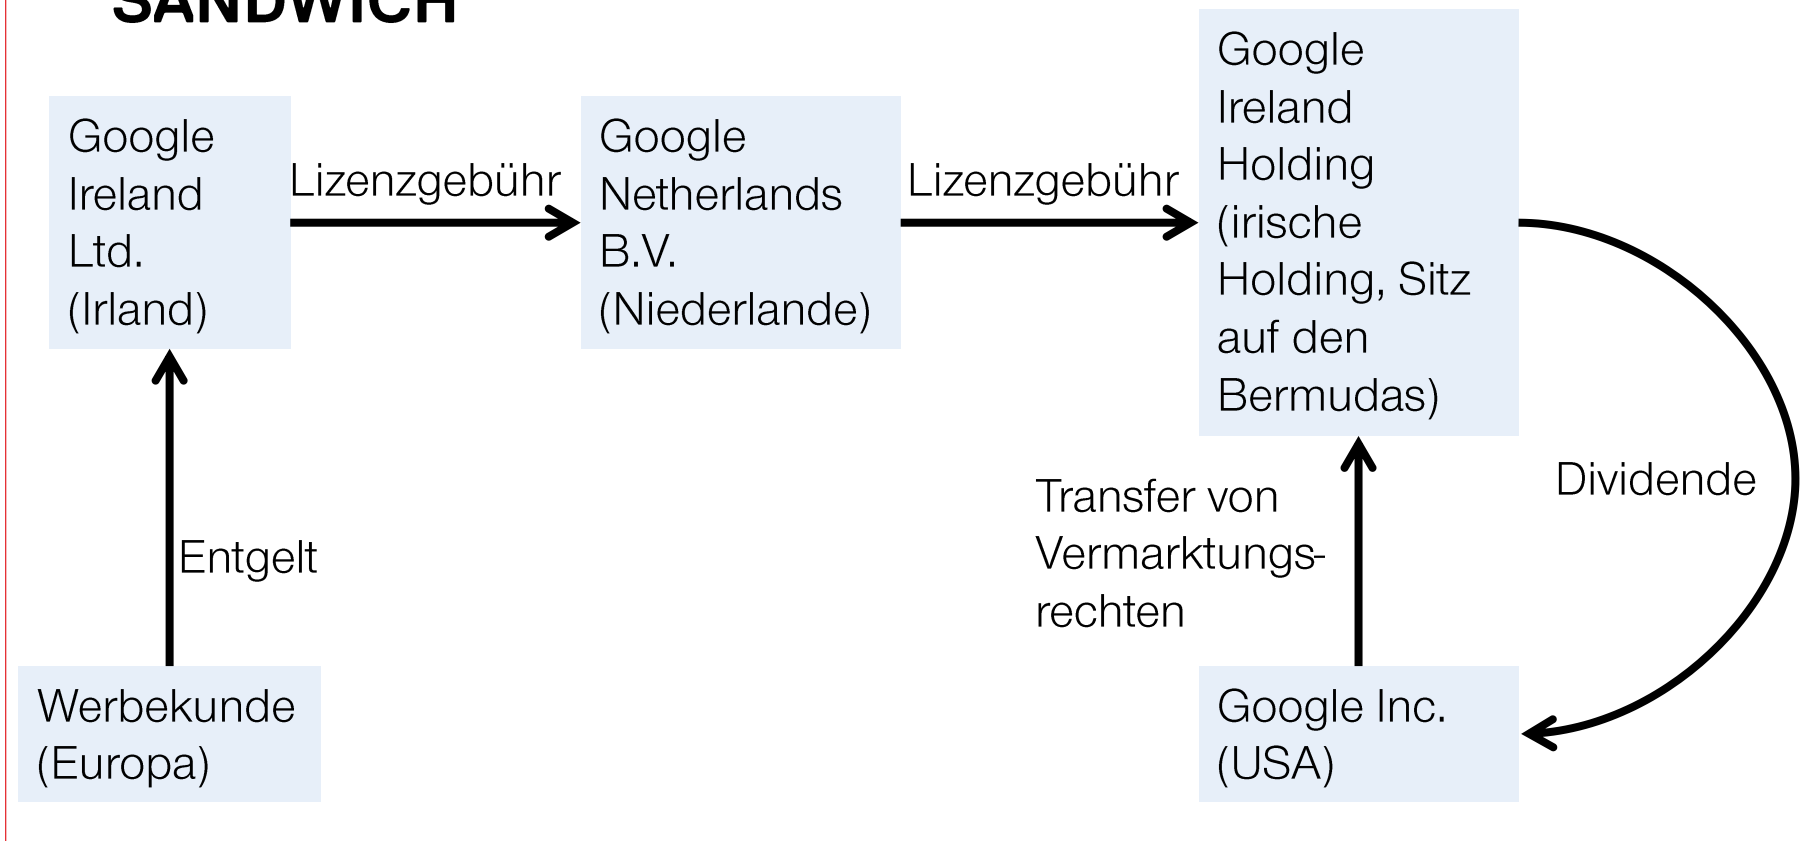 SANDWICH
Google
Ireland
Ltd.
(Irland)
Lizenzgebühr
Google
Netherlands
B.V.
(Niederlande)
Lizenzgebühr
Google
Ireland
Holding
(irische
Holding, Sitz
auf den
Bermudas)
Entgelt
Transfer von
Vermarktungs-
rechten
Dividende
Werbekunde
(Europa)
Google Inc.
(USA)